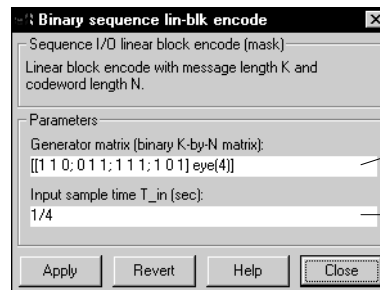 Binary sequence lin-blk encode
Sequence I/O linear block encode (mask)
Linear block encode with message length K and
codeword length N.
Parameters
Generator matrix (binary K-by-N matrix):
[[1 1 0; 0 1 1; 1 1 1; 1 0 1] eye(4)]
Input sample time T_in (sec):
1/4
Apply Revert Help Close